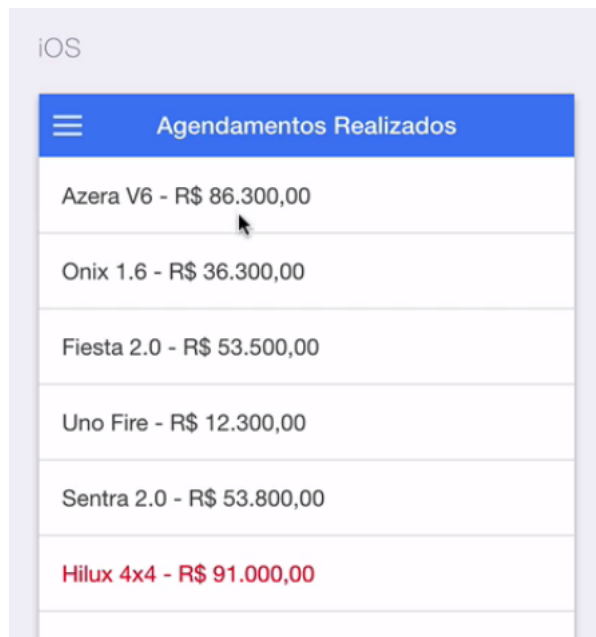 iOS
Agendamentos Realizados
Azera V6 - R$ 86.300,00
Onix 1.6 - R$ 36.300,00
Fiesta 2.0 - R$ 53.500,00
Uno Fire - R$ 12.300,00
Sentra 2.0 - R$ 53.800,00
Hilux 4x4 - R$ 91.000,00